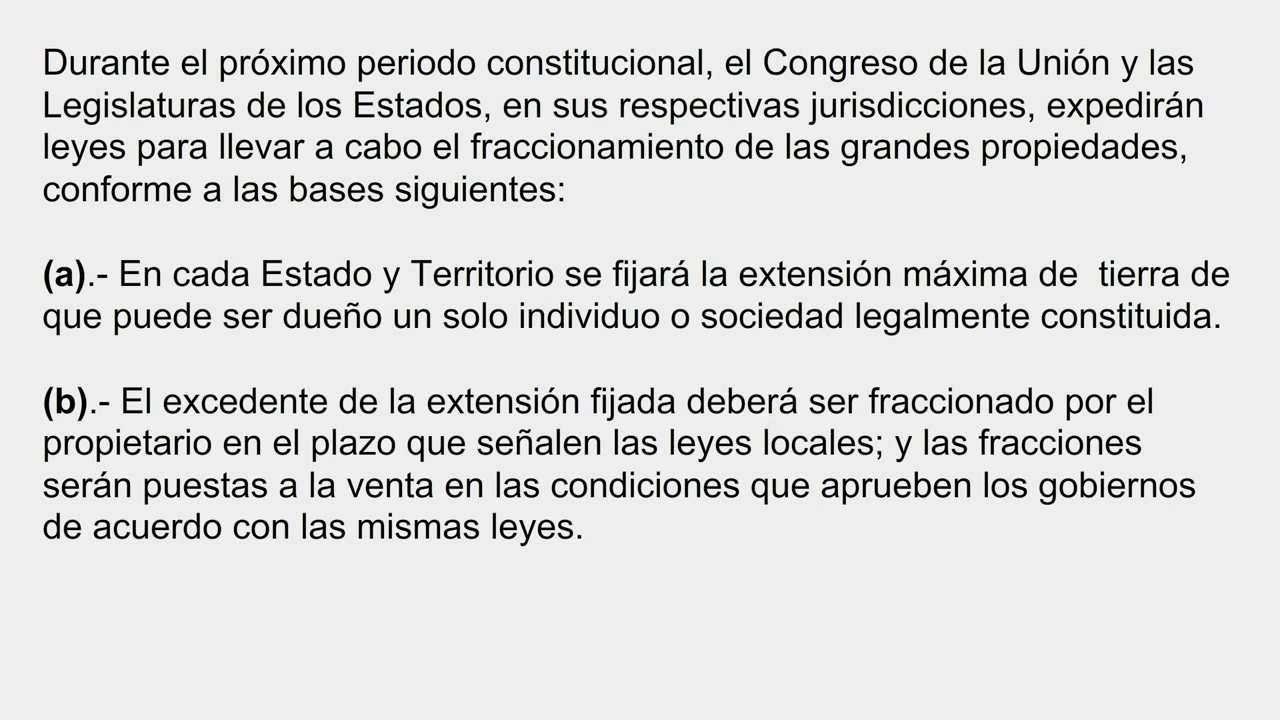 Durante el próximo periodo constitucional, el Congreso de la Unión y las
Legislaturas de los Estados, en sus respectivas jurisdicciones, expedirán
leyes para llevar a cabo el fraccionamiento de las grandes propiedades,
conforme a las bases siguientes:
(a).- En cada Estado y Territorio se fijará la extensión máxima de  tierra de
que puede ser dueño un solo individuo o sociedad legalmente constituida.
(b).- El excedente de la extensión fijada deberá ser fraccionado por el
propietario en el plazo que señalen las leyes locales; y las fracciones
serán puestas a la venta en las condiciones que aprueben los gobiernos
de acuerdo con las mismas leyes.